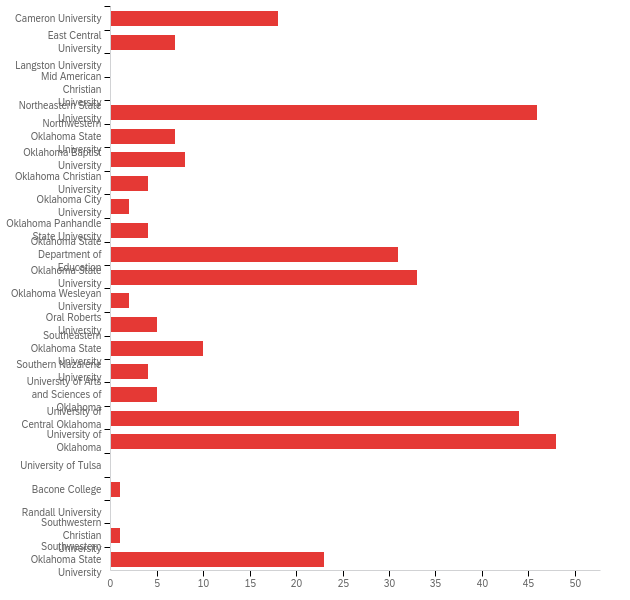 Cameron University
East Central
University
Langston University
Mid American
Christian
University
Northeastern State
University
Northwestern
Oklahoma State
University
Oklahoma Baptist
University
Oklahoma Christian
University
Oklahoma City
University
Oklahoma Panhandle
State University
Oklahoma State
Department of
Education
Oklahoma State
University
Oklahoma Wesleyan
University
Oral Roberts
University
Southeastern
Oklahoma State
University
Southern Nazarene
University
University of Arts
and Sciences of
Oklahoma
University of
Central Oklahoma
University of
Oklahoma
University of Tulsa
Bacone College
Randall University
Southwestern
Christian
University
Southwestern
Oklahoma State
University
0 5 10 15 20 25 30 35 40 45 50